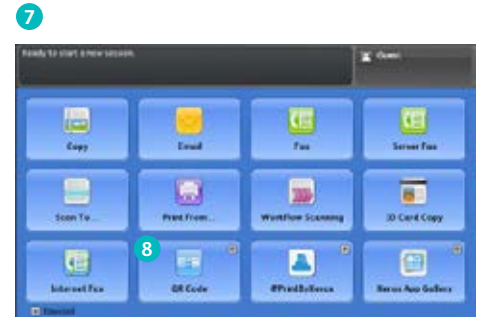 7
Ready to start a new session.
Guest
Copy
Email
Fax
Server Fax
Scan To...
Print From...
Workflow Scanning
ID Card Copy
8
Internet Fax
QR Code
@PrintByXerox
Xerox App Gallery